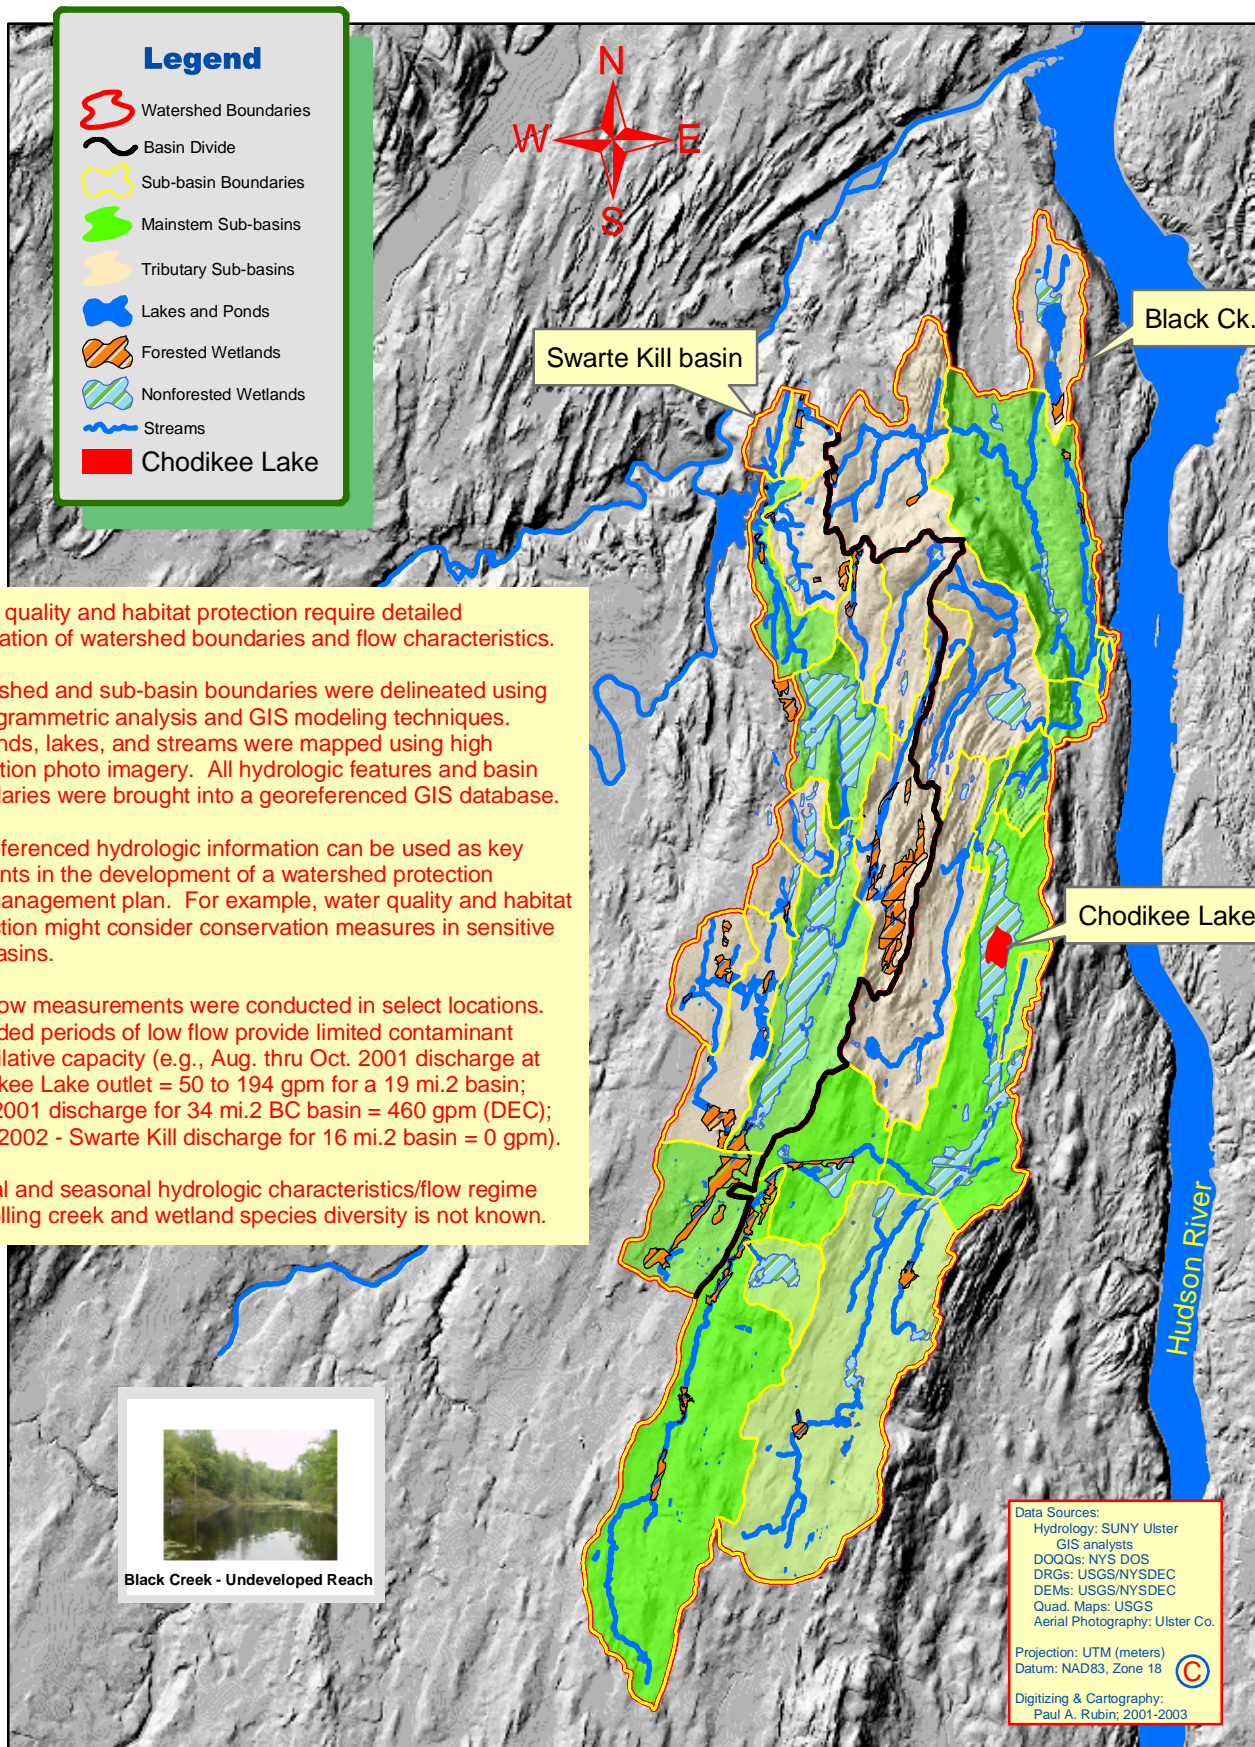 Legend
Watershed Boundaries
Basin Divide
Sub-basin Boundaries
Mainstem Sub-basins
Tributary Sub-basins
Lakes and Ponds
Forested Wetlands
Nonforested Wetlands
Streams
Chodikee Lake
N
W E
S
Swarte Kill basin
Black Ck.
Chodikee Lake
Hudson River
quality and habitat protection require detailed
ation of watershed boundaries and flow characteristics.
shed and sub-basin boundaries were delineated using
grammetric analysis and GIS modeling techniques.
nds, lakes, and streams were mapped using high
tion photo imagery. All hydrologic features and basin
laries were brought into a georeferenced GIS database.
ferenced hydrologic information can be used as key
nts in the development of a watershed protection
nanagement plan. For example, water quality and habitat
ction might consider conservation measures in sensitive
asins.
ow measurements were conducted in select locations.
ded periods of low flow provide limited contaminant
ilative capacity (e.g., Aug. thru Oct. 2001 discharge at
kee Lake outlet = 50 to 194 gpm for a 19 mi.2 basin;
2001 discharge for 34 mi.2 BC basin = 460 gpm (DEC);
2002 - Swarte Kill discharge for 16 mi.2 basin = 0 gpm).
al and seasonal hydrologic characteristics/flow regime
olling creek and wetland species diversity is not known.
Black Creek - Undeveloped Reach
Data Sources:
Hydrology: SUNY Ulster
GIS analysts
DOQQs: NYS DOS
DRGs: USGS/NYSDEC
DEMs: USGS/NYSDEC
Quad. Maps: USGS
Aerial Photography: Ulster Co.
Projection: UTM (meters)
Datum: NAD83, Zone 18
C
Digitizing & Cartography:
Paul A. Rubin; 2001-2003